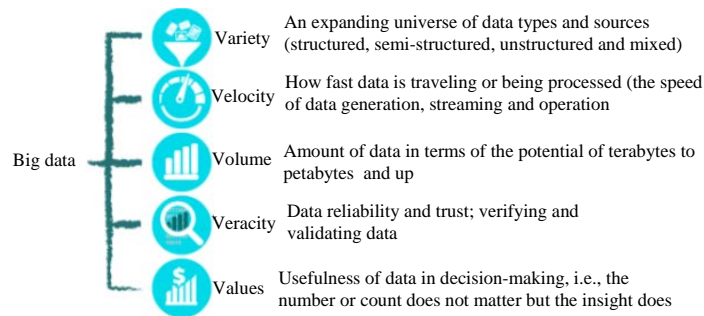 Big data
Variety
An expanding universe of data types and sources
(structured, semi-structured, unstructured and mixed)
Velocity
How fast data is traveling or being processed (the speed
of data generation, streaming and operation
Volume
Amount of data in terms of the potential of terabytes to
petabytes and up
Veracity
Data reliability and trust; verifying and
validating data
Values
Usefulness of data in decision-making, i.e., the
number or count does not matter but the insight does
$